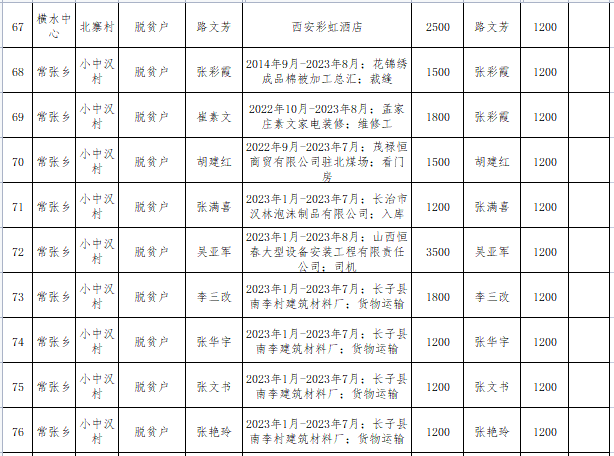 67 横水中心 北寨村 脱贫户 路文芳 西安彩虹酒店 2500 路文芳 1200
68 常张乡 小中汉村 脱贫户 张彩霞 2014年9月-2023年8月；花锦绣成品棉被加工总汇；裁缝 1500 张彩霞 1200
69 常张乡 小中汉村 脱贫户 崔素文 2022年10月-2023年8月；孟家庄素文家电装修；维修工 1800 张彩霞 1200
70 常张乡 小中汉村 脱贫户 胡建红 2022年9月-2023年7月；茂禄恒商贸有限公司驻北煤场；看门房 1500 胡建红 1200
71 常张乡 小中汉村 脱贫户 张满喜 2023年1月-2023年7月；长治市汉林泡沫制品有限公司；入库 1200 张满喜 1200
72 常张乡 小中汉村 脱贫户 吴亚军 2023年1月-2023年8月；山西恒春大型设备安装工程有限责任公司；司机 3500 吴亚军 1200
73 常张乡 小中汉村 脱贫户 李三改 2023年1月-2023年7月；长子县南李村建筑材料厂；货物运输 1800 李三改 1200
74 常张乡 小中汉村 脱贫户 张华宇 2023年1月-2023年7月；长子县南李建筑材料厂；货物运输 1200 张华宇 1200
75 常张乡 小中汉村 脱贫户 张文书 2023年1月-2023年7月；长子县南李建筑材料厂；货物运输 1200 张文书 1200
76 常张乡 小中汉村 脱贫户 张艳玲 2023年1月-2023年7月；长子县南李村建筑材料厂；货物运输 1200 张艳玲 1200